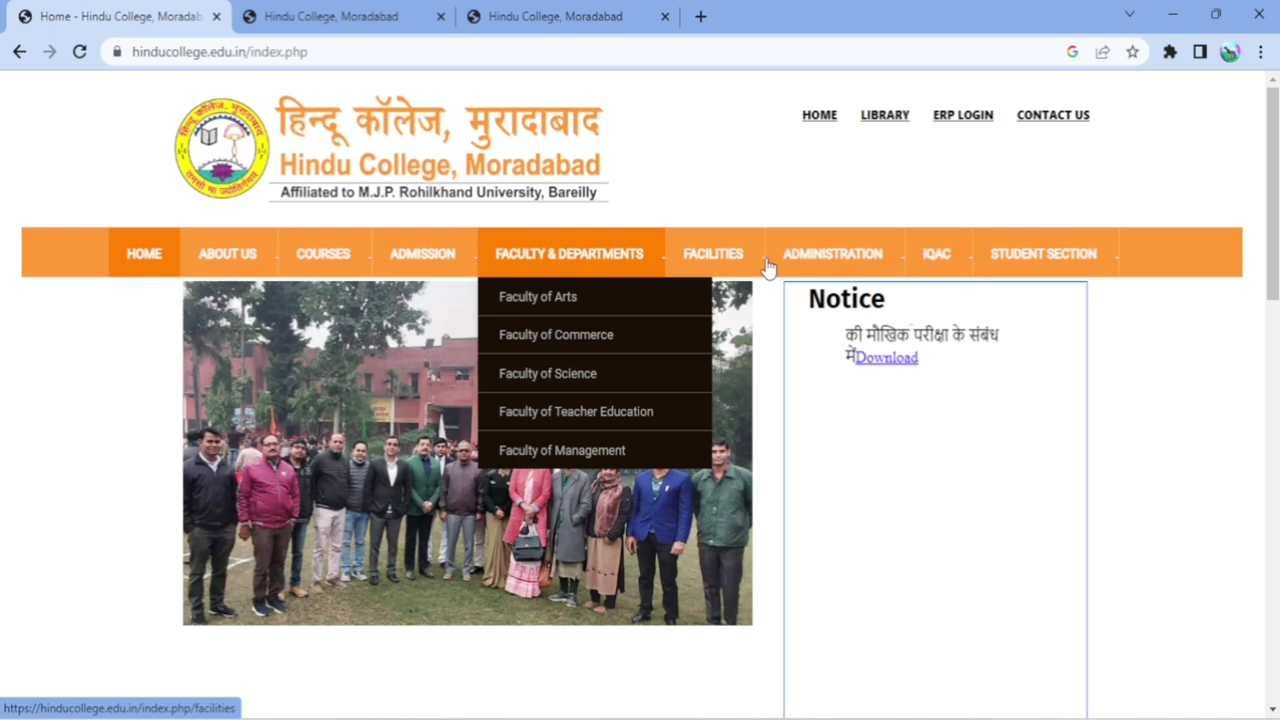 Home - Hindu College, Moradab
Hindu College, Moradabad
Hindu College, Moradabad
hinducollege.edu.in/index.php
हिन्दू कॉलेज, मुरादाबाद
तमसो मा ज्योतिर्गमय
हिन्दू कॉलेज, मुरादाबाद
Hindu College, Moradabad
Affiliated to M.J.P. Rohilkhand University, Bareilly
HOME LIBRARY ERP LOGIN CONTACT US
HOME ABOUT US COURSES ADMISSION FACULTY & DEPARTMENTS FACILITIES ADMINISTRATION IQAC STUDENT SECTION
Faculty of Arts
Faculty of Commerce
Faculty of Science
Faculty of Teacher Education
Faculty of Management
Notice
की मौखिक परीक्षा के संबंध
मेंDownload
https://hinducollege.edu.in/index.php/facilities